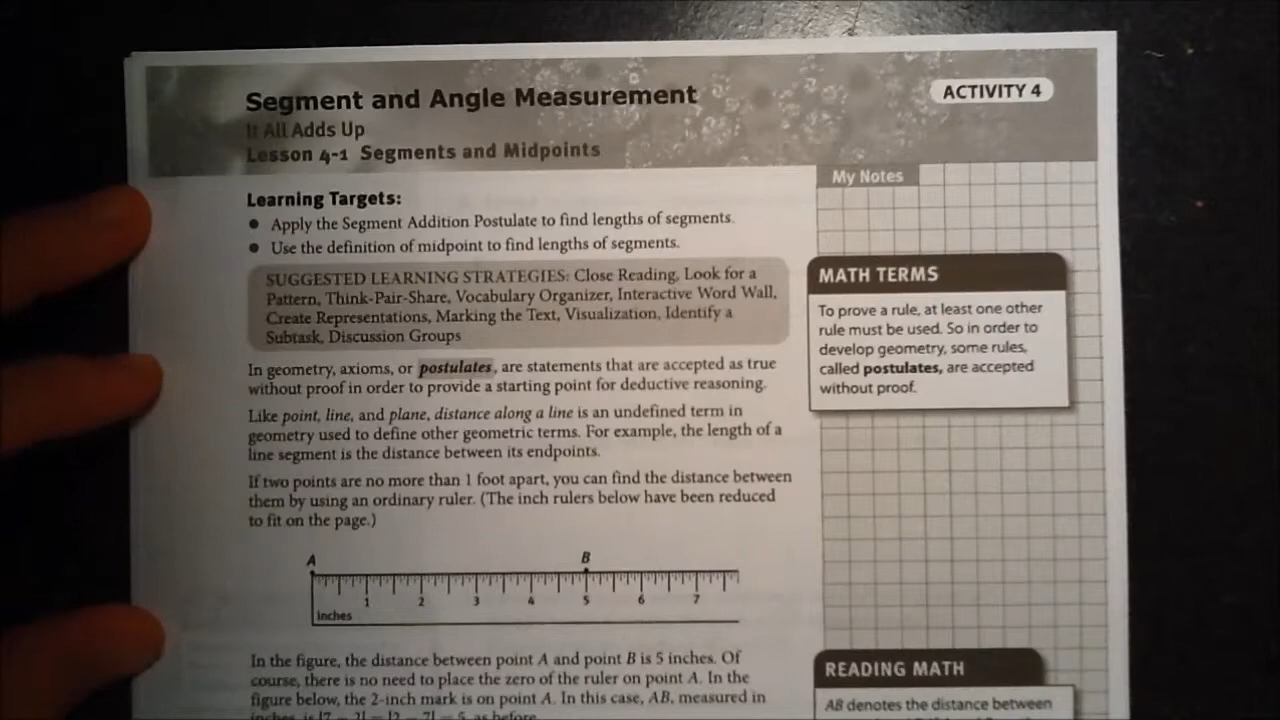 Segment and Angle Measurement
ACTIVITY 4
It All Adds Up
Lesson 4-1 Segments and Midpoints
My Notes
Learning Targets:
● Apply the Segment Addition Postulate to find lengths of segments.
● Use the definition of midpoint to find lengths of segments.
SUGGESTED LEARNING STRATEGIES: Close Reading, Look for a
Pattern, Think-Pair-Share, Vocabulary Organizer, Interactive Word Wall,
Create Representations, Marking the Text, Visualization, Identify a
Subtask, Discussion Groups
In geometry, axioms, or postulates, are statements that are accepted as true
without proof in order to provide a starting point for deductive reasoning.
Like point, line, and plane, distance along a line is an undefined term in
geometry used to define other geometric terms. For example, the length of a
line segment is the distance between its endpoints.
If two points are no more than 1 foot apart, you can find the distance between
them by using an ordinary ruler. (The inch rulers below have been reduced
to fit on the page.)
A B
1 2 3 4 5 6 7
inches
In the figure, the distance between point A and point B is 5 inches. Of
course, there is no need to place the zero of the ruler on point A. In the
figure below, the 2-inch mark is on point A. In this case, AB, measured in
inches, is |7 − 2| = |2 − 7| = 5, as before.
MATH TERMS
To prove a rule, at least one other
rule must be used. So in order to
develop geometry, some rules,
called postulates, are accepted
without proof.
READING MATH
AB denotes the distance between